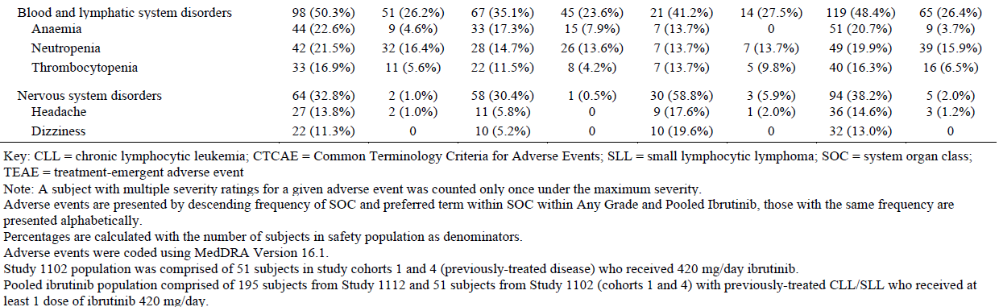 Blood and lymphatic system disorders 98 (50.3%) 51 (26.2%) 67 (35.1%) 45 (23.6%) 21 (41.2%) 14 (27.5%) 119 (48.4%) 65 (26.4%)
Anaemia 44 (22.6%) 9 (4.6%) 33 (17.3%) 15 (7.9%) 7 (13.7%) 0 51 (20.7%) 9 (3.7%)
Neutropenia 42 (21.5%) 32 (16.4%) 28 (14.7%) 26 (13.6%) 7 (13.7%) 7 (13.7%) 49 (19.9%) 39 (15.9%)
Thrombocytopenia 33 (16.9%) 11 (5.6%) 22 (11.5%) 8 (4.2%) 7 (13.7%) 5 (9.8%) 40 (16.3%) 16 (6.5%)
Nervous system disorders 64 (32.8%) 2 (1.0%) 58 (30.4%) 1 (0.5%) 30 (58.8%) 3 (5.9%) 94 (38.2%) 5 (2.0%)
Headache 27 (13.8%) 2 (1.0%) 11 (5.8%) 0 9 (17.6%) 1 (2.0%) 36 (14.6%) 3 (1.2%)
Dizziness 22 (11.3%) 0 10 (5.2%) 0 10 (19.6%) 0 32 (13.0%) 0
Key: CLL = chronic lymphocytic leukemia; CTCAE = Common Terminology Criteria for Adverse Events; SLL = small lymphocytic lymphoma; SOC = system organ class;
TEAE = treatment-emergent adverse event
Note: A subject with multiple severity ratings for a given adverse event was counted only once under the maximum severity.
Adverse events are presented by descending frequency of SOC and preferred term within SOC within Any Grade and Pooled Ibrutinib, those with the same frequency are
presented alphabetically.
Percentages are calculated with the number of subjects in safety population as denominators.
Adverse events were coded using MedDRA Version 16.1.
Study 1102 population was comprised of 51 subjects in study cohorts 1 and 4 (previously-treated disease) who received 420 mg/day ibrutinib.
Pooled ibrutinib population comprised of 195 subjects from Study 1112 and 51 subjects from Study 1102 (cohorts 1 and 4) with previously-treated CLL/SLL who received at
least 1 dose of ibrutinib 420 mg/day.